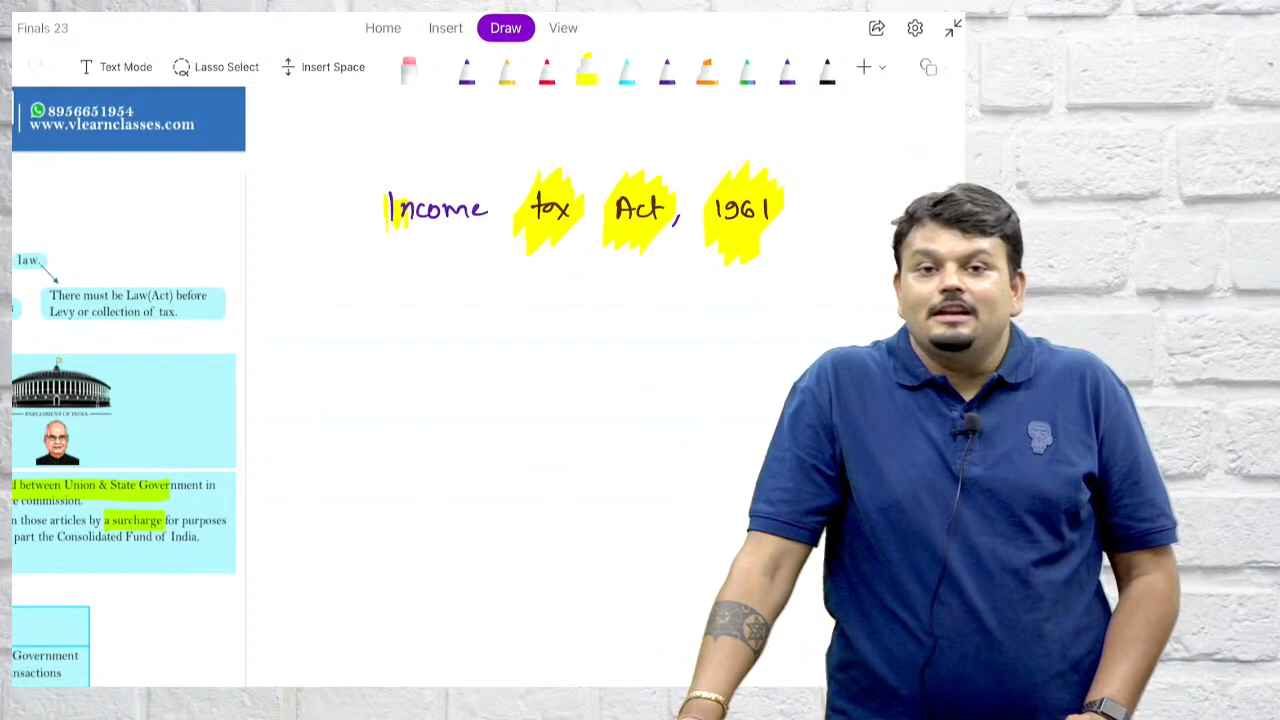 Finals 23
Home Insert Draw View
Text Mode Lasso Select Insert Space
8956651954
www.vlearnclasses.com
Income tax Act, 1961
law.
There must be Law(Act) before
Levy or collection of tax.
PARLIAMENT OF INDIA
between Union & State Government in
commission.
n those articles by a surcharge for purposes
part the Consolidated Fund of India.
Government
nsactions